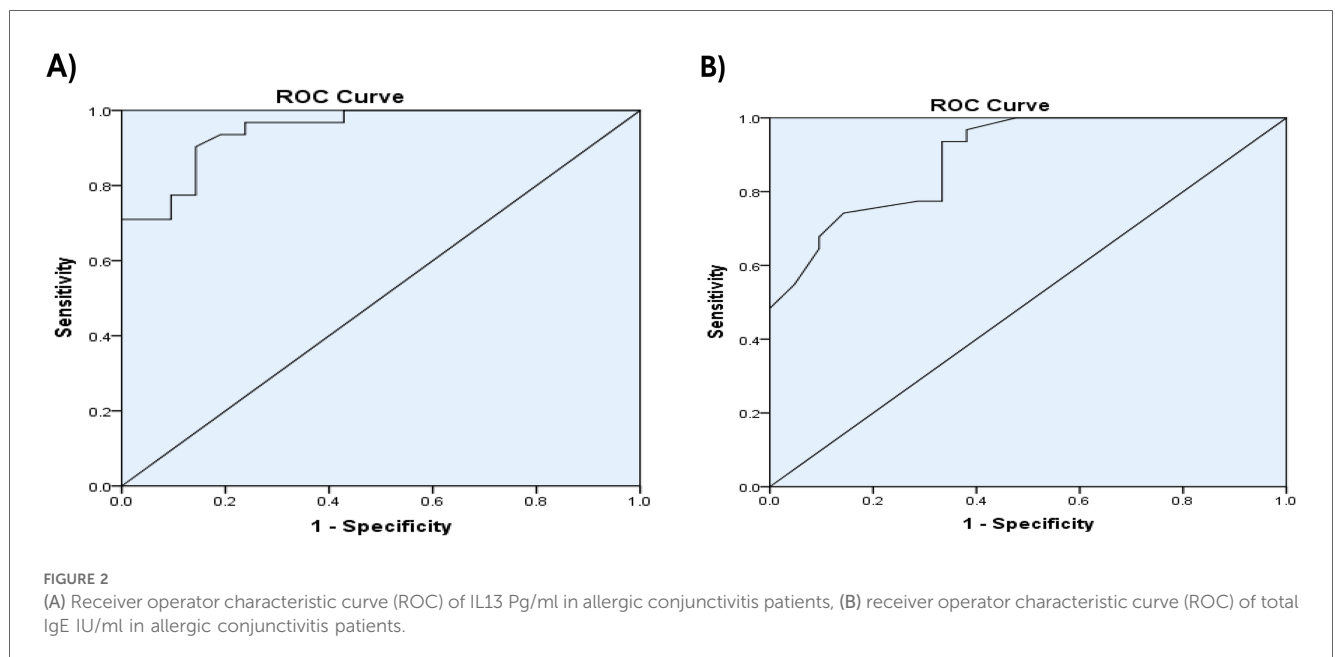 A)
ROC Curve
1.0
0.8
0.6
0.4
0.2
0.0
Sensitivity
0.0 0.2 0.4 0.6 0.8 1.0
1 - Specificity
B)
ROC Curve
1.0
0.8
0.6
0.4
0.2
0.0
Sensitivity
0.0 0.2 0.4 0.6 0.8 1.0
1 - Specificity
FIGURE 2
(A) Receiver operator characteristic curve (ROC) of IL13 Pg/ml in allergic conjunctivitis patients, (B) receiver operator characteristic curve (ROC) of total
IgE IU/ml in allergic conjunctivitis patients.